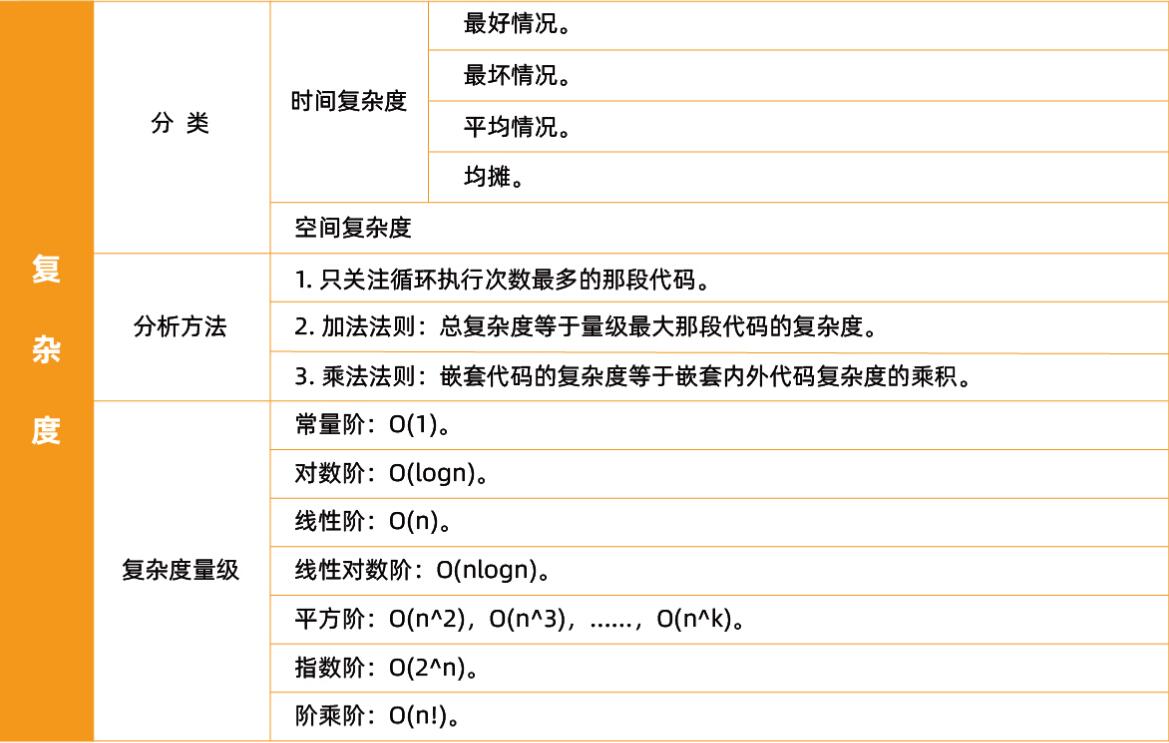 复杂度
分 类
时间复杂度
最好情况。
最坏情况。
平均情况。
均摊。
空间复杂度
分析方法
1. 只关注循环执行次数最多的那段代码。
2. 加法法则：总复杂度等于量级最大那段代码的复杂度。
3. 乘法法则：嵌套代码的复杂度等于嵌套内外代码复杂度的乘积。
复杂度量级
常量阶：O(1)。
对数阶：O(logn)。
线性阶：O(n)。
线性对数阶：O(nlogn)。
平方阶：O(n^2)，O(n^3)，……，O(n^k)。
指数阶：O(2^n)。
阶乘阶：O(n!)。